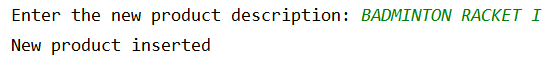 Enter the new product description: BADMINTON RACKET I
New product inserted